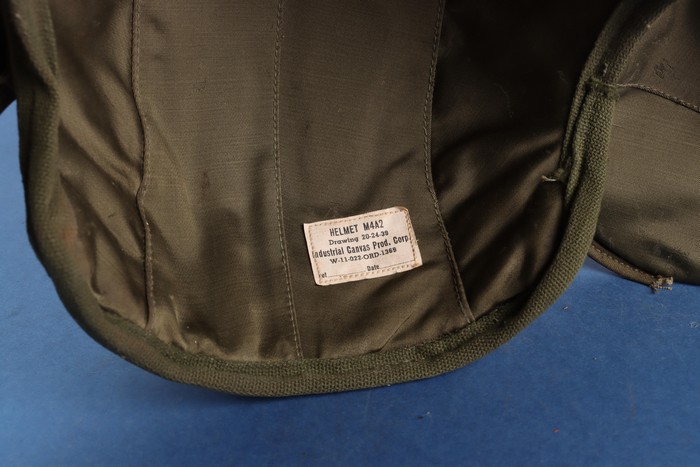 HELMET M4A2
Drawing 20-24-38
Industrial Canvas Prod. Corp.
W-11-022-ORD-1369
Date